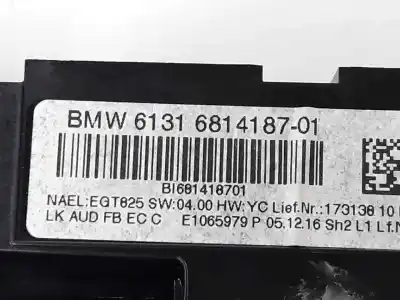 BMW 6131 6814187-01
BI681418701
NAEL:EGT825 SW:04.00 HW:YC Lief.Nr.:173138 10
LK AUD FB EC C E1065979 P 05.12.16 Sh2 L1 Lf.